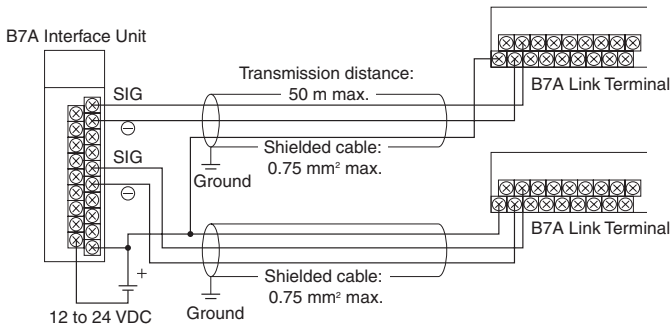 B7A Interface Unit
SIG
⊖
SIG
⊖
Transmission distance:
50 m max.
Shielded cable:
0.75 mm² max.
Ground
B7A Link Terminal
B7A Link Terminal
Shielded cable:
0.75 mm² max.
Ground
+
12 to 24 VDC